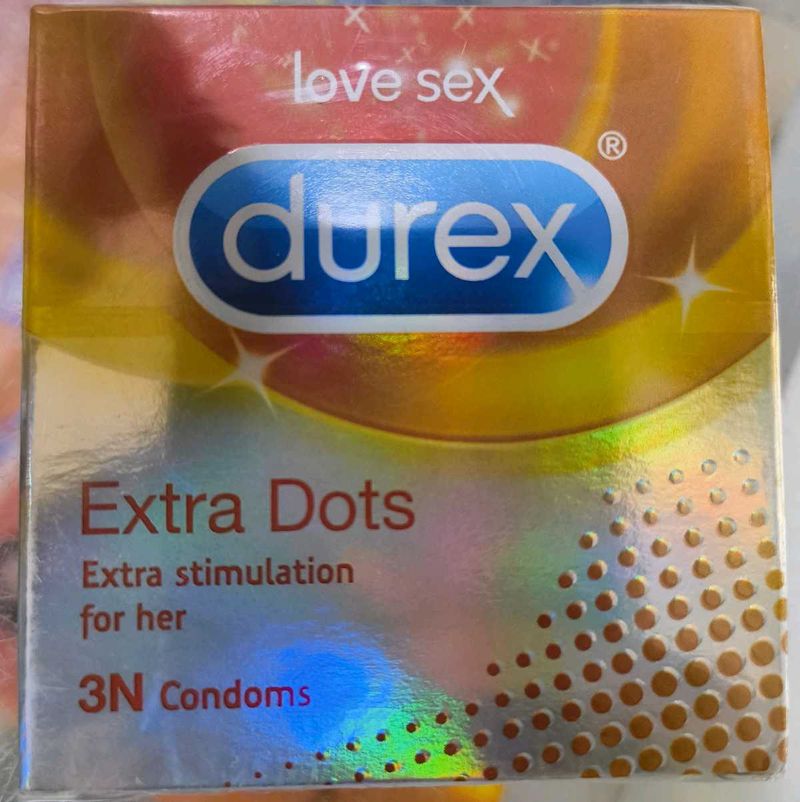 love sex
durex®
Extra Dots
Extra stimulation
for her
3N Condoms